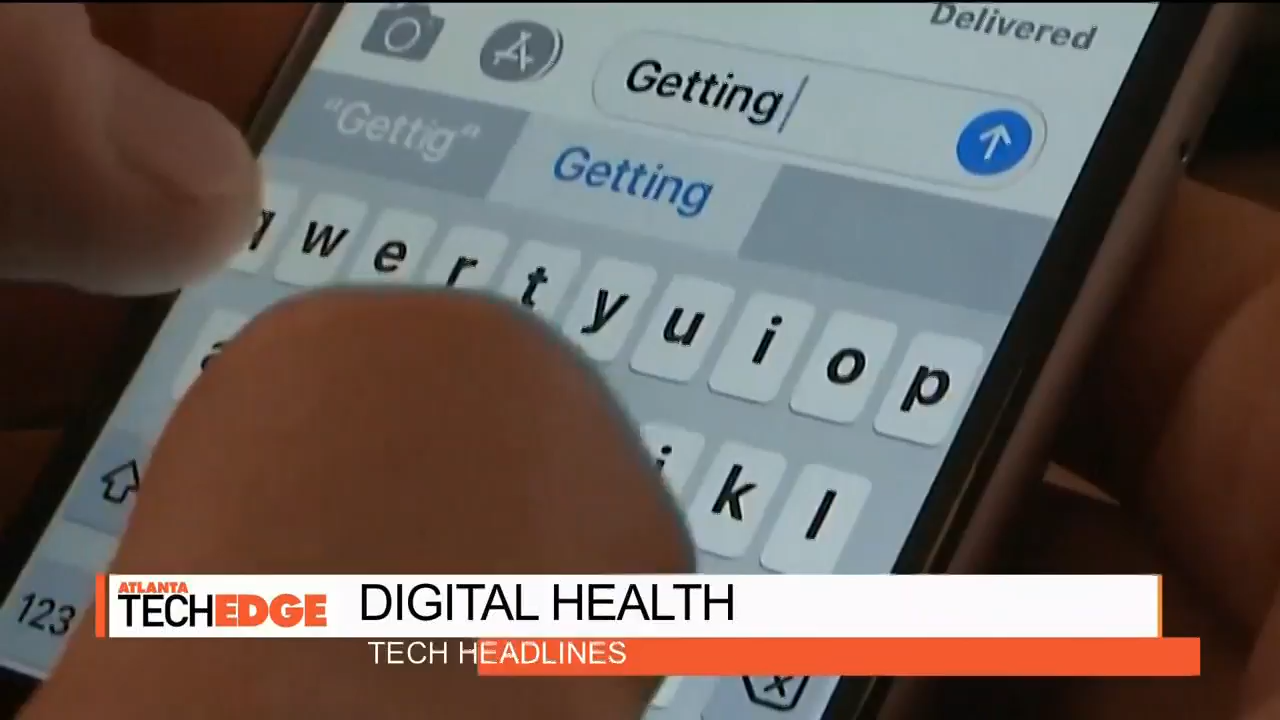 Delivered
Getting
"Gettig" Getting
q w e r t y u i o p
a j k l
123
ATLANTA
TECHEDGE
DIGITAL HEALTH
TECH HEADLINES